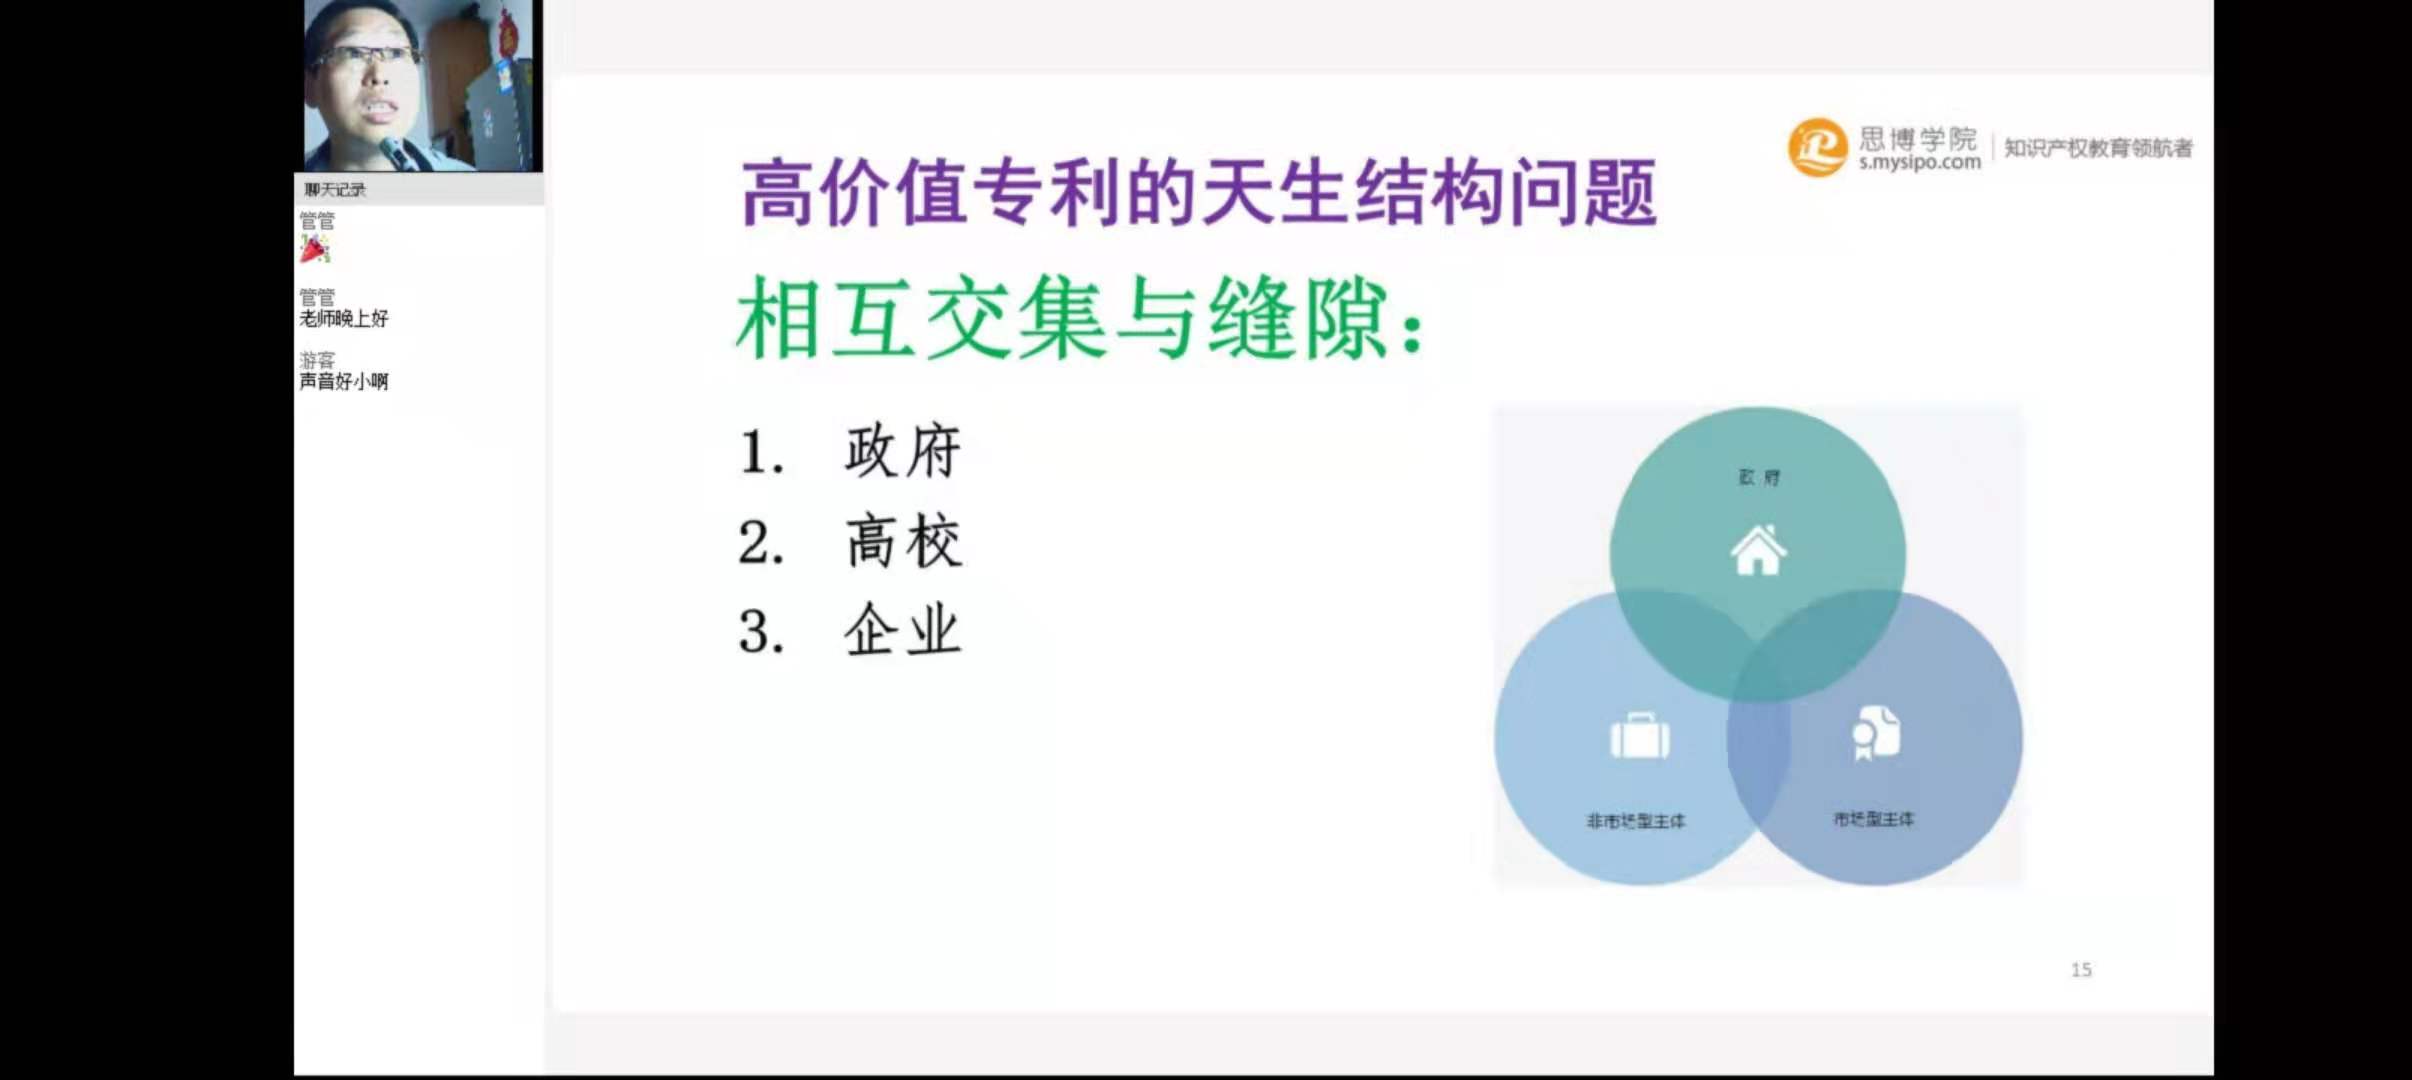 聊天记录
管管
管管
老师晚上好
游客
声音好小啊
思博学院
s.mysipo.com
知识产权教育领航者
高价值专利的天生结构问题
相互交集与缝隙：
1. 政府
2. 高校
3. 企业
政 府
非市场型主体
市场型主体
15